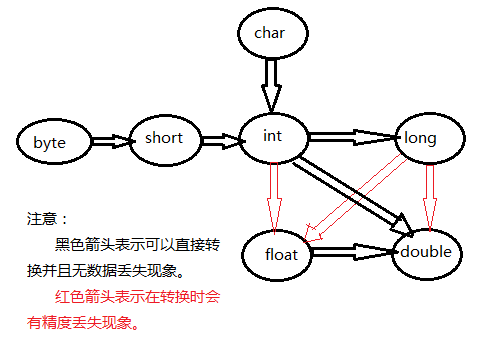 char
byte
short
int
long
float
double
注意：
黑色箭头表示可以直接转
换并且无数据丢失现象。
红色箭头表示在转换时会
有精度丢失现象。